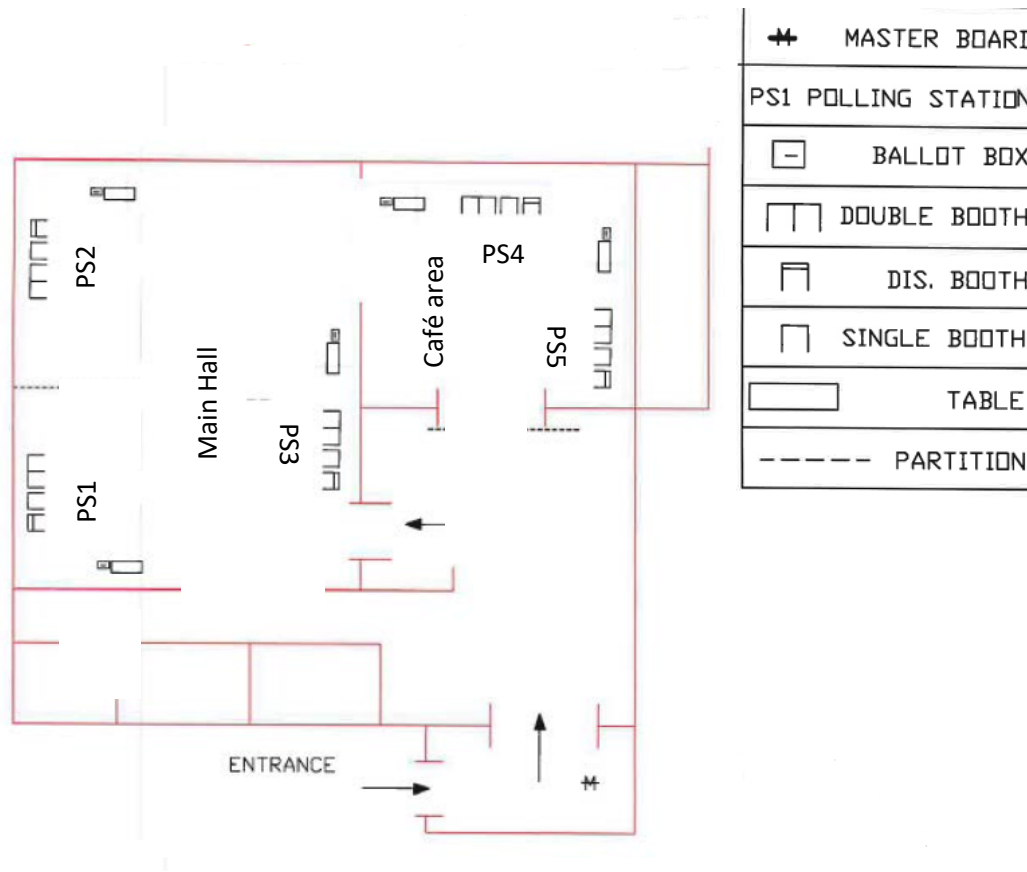 M MASTER BOARD
PS1 POLLING STATION
BALLOT BOX
DOUBLE BOOTH
DIS. BOOTH
SINGLE BOOTH
TABLE
PARTITION
PS2
PS4
Café area
PS5
Main Hall
PS3
PS1
ENTRANCE
M